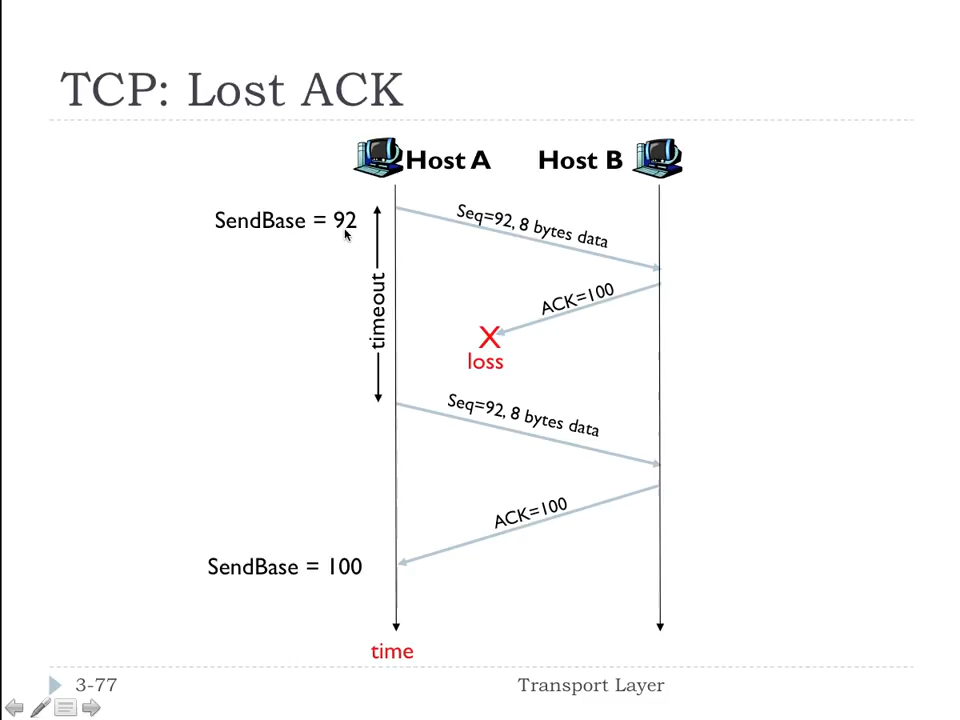 TCP: Lost ACK
Host A
Host B
SendBase = 92
Seq=92, 8 bytes data
timeout
ACK=100
X
loss
Seq=92, 8 bytes data
ACK=100
SendBase = 100
time
3-77
Transport Layer